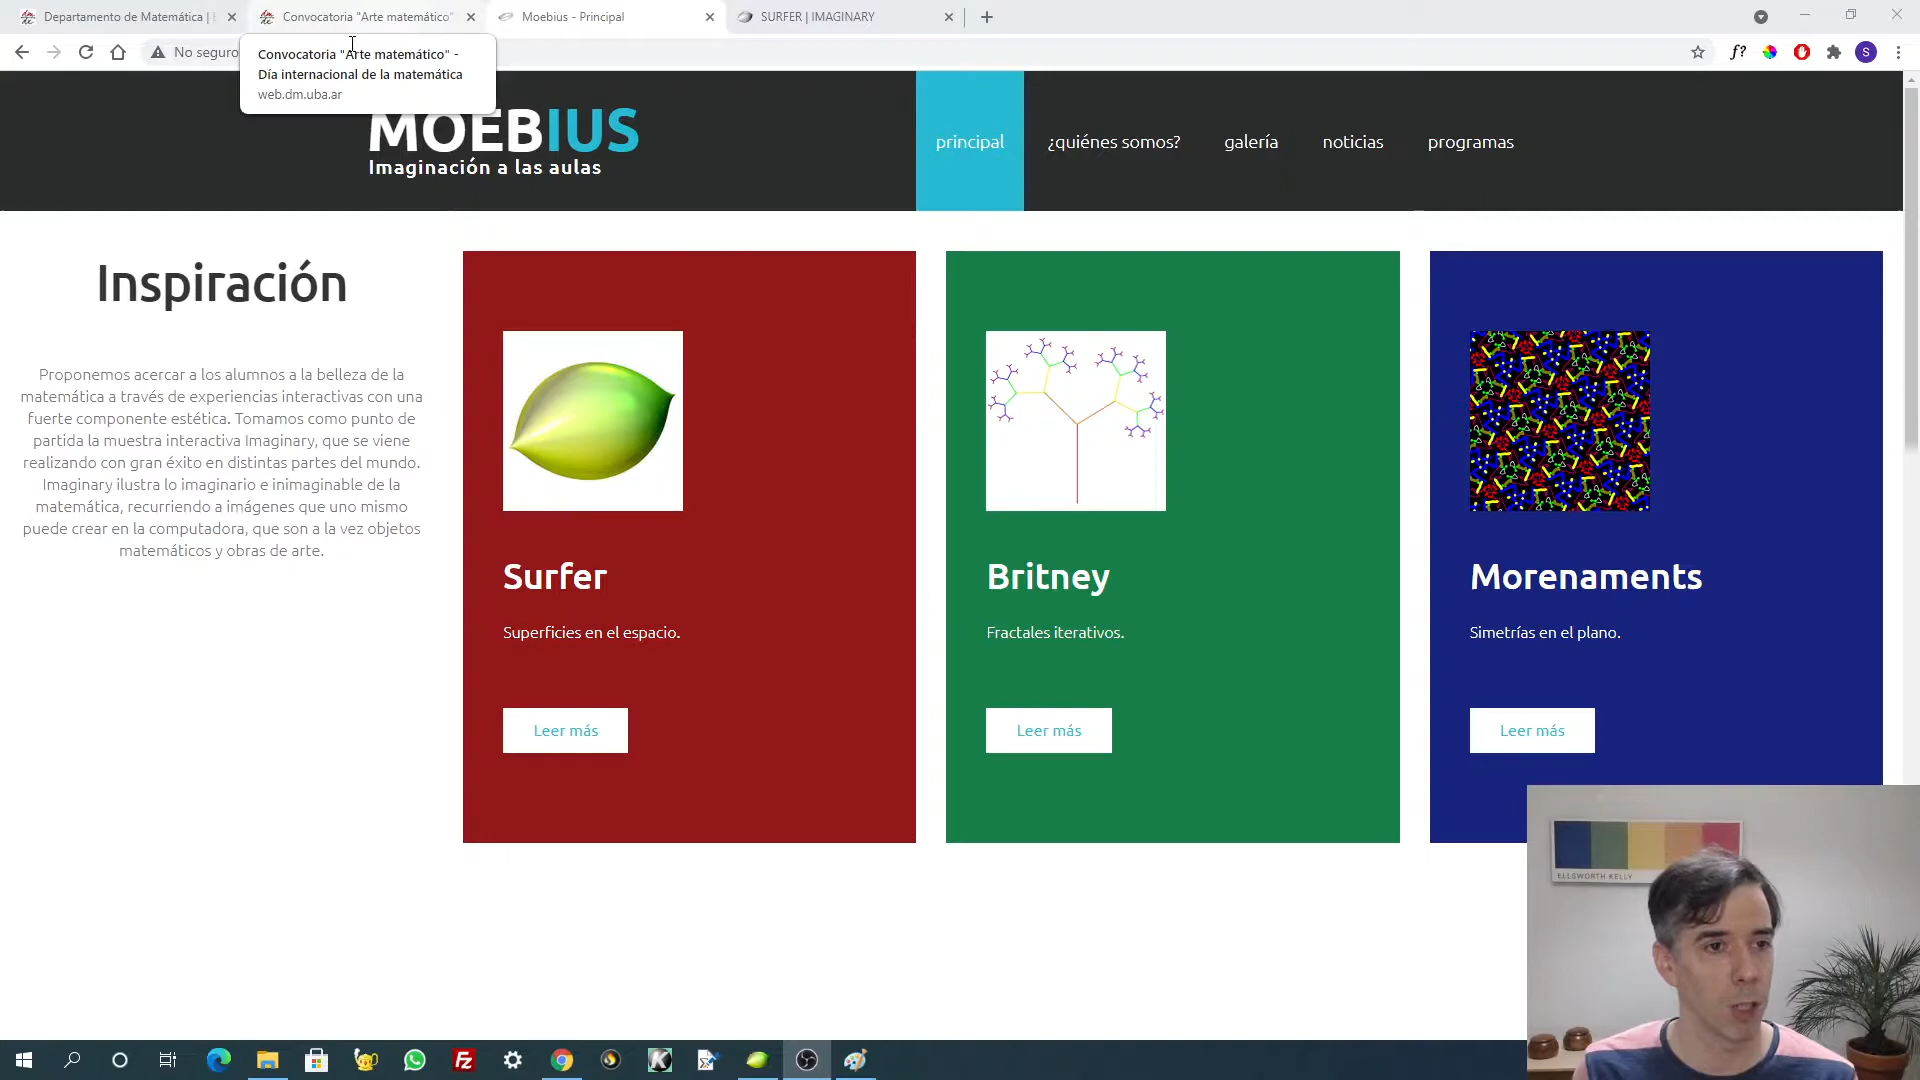 Departamento de Matemática |
Convocatoria "Arte matemático"
Moebius - Principal
SURFER | IMAGINARY
No seguro
f?
S
Convocatoria "Arte matemático" -
Día internacional de la matemática
web.dm.uba.ar
MOEBIUS
Imaginación a las aulas
principal
¿quiénes somos?
galería
noticias
programas
Inspiración
Proponemos acercar a los alumnos a la belleza de la
matemática a través de experiencias interactivas con una
fuerte componente estética. Tomamos como punto de
partida la muestra interactiva Imaginary, que se viene
realizando con gran éxito en distintas partes del mundo.
Imaginary ilustra lo imaginario e inimaginable de la
matemática, recurriendo a imágenes que uno mismo
puede crear en la computadora, que son a la vez objetos
matemáticos y obras de arte.
Surfer
Superficies en el espacio.
Leer más
Britney
Fractales iterativos.
Leer más
Morenaments
Simetrías en el plano.
Leer más
ELLSWORTH KELLY